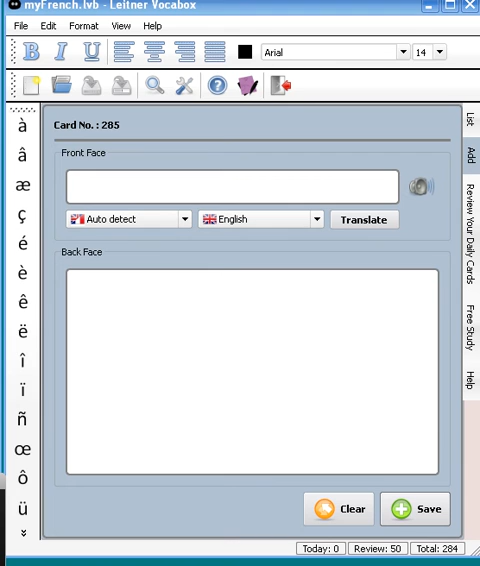 myFrench.lvb - Leitner Vocabox
File Edit Format View Help
B I U Arial 14
Card No. : 285
Front Face
Auto detect English Translate
Back Face
Clear Save
Today: 0 Review: 50 Total: 284
à
â
æ
ç
é
è
ê
ë
î
ï
ñ
œ
ô
ü
List
Add
Review Your Daily Cards
Free Study
Help